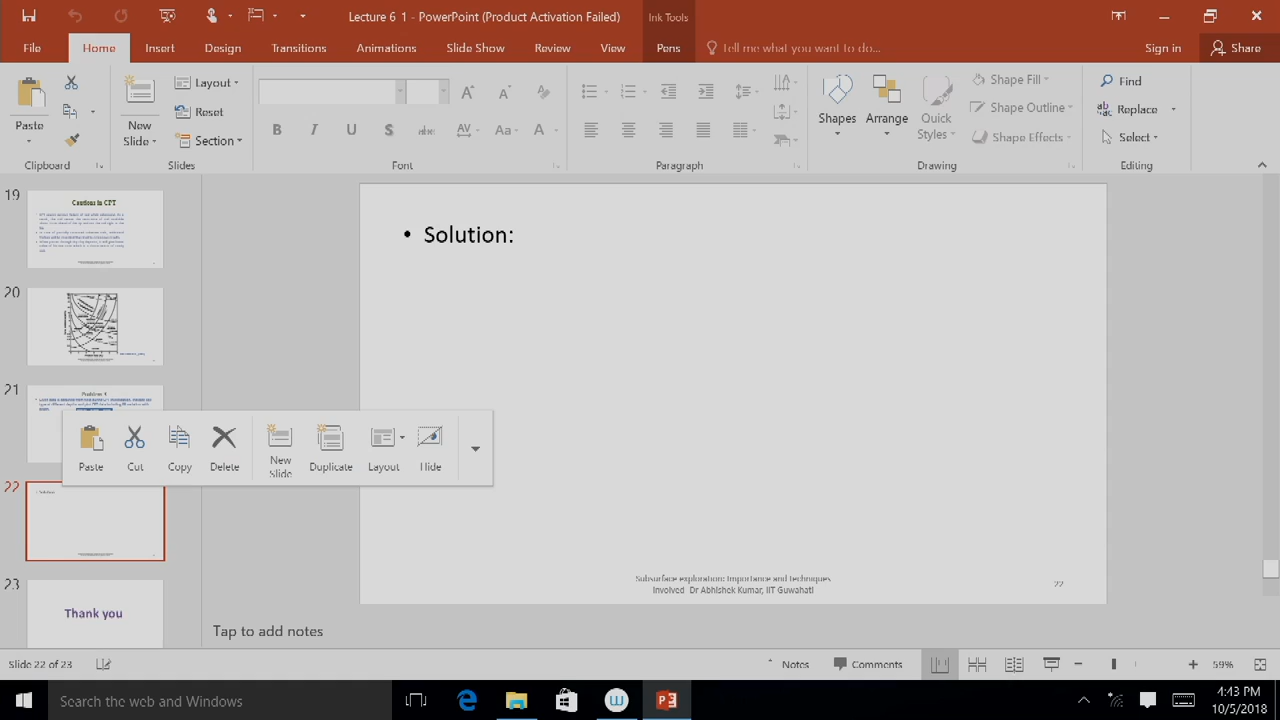 Lecture 6 1 - PowerPoint (Product Activation Failed)
Ink Tools
File
Home
Insert
Design
Transitions
Animations
Slide Show
Review
View
Pens
Tell me what you want to do...
Sign in
Share
Paste
Clipboard
New
Slide
Layout
Reset
Section
Slides
B I U S abc AV Aa A
Font
Paragraph
Shapes
Arrange
Quick
Styles
Shape Fill
Shape Outline
Shape Effects
Drawing
Find
Replace
Select
Editing
19
Cautions in CPT
20
21
Problem 4
22
23
Thank you
Paste
Cut
Copy
Delete
New
Slide
Duplicate
Layout
Hide
• Solution:
Subsurface exploration: Importance and techniques
involved Dr Abhishek Kumar, IIT Guwahati
22
Tap to add notes
Slide 22 of 23
Notes
Comments
59%
Search the web and Windows
4:43 PM
10/5/2018